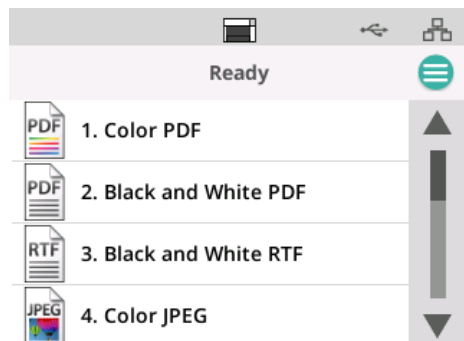 Ready
PDF
1. Color PDF
PDF
2. Black and White PDF
RTF
3. Black and White RTF
JPEG
4. Color JPEG